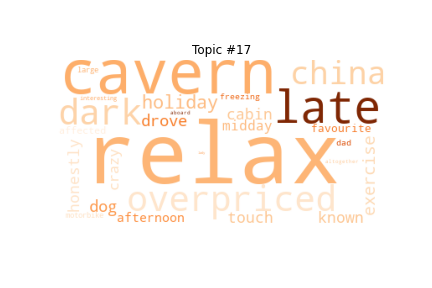 Topic #17
large
cavern
china
interesting
freezing
late
dark
holiday
aboard
cabin
drove
midday
favourite
affected
relax
dad
honestly
crazy
altogether
exercise
overpriced
dog
afternoon
touch
known